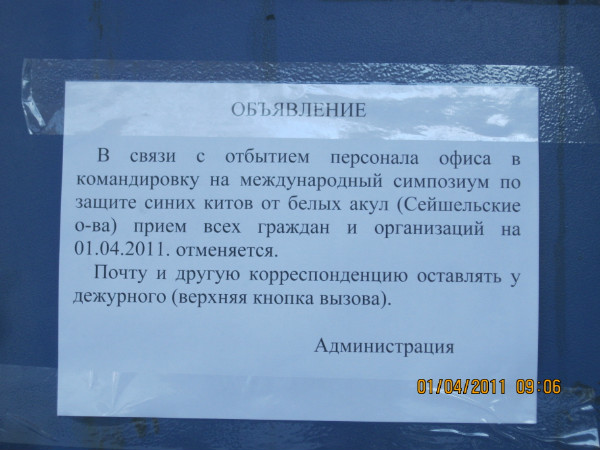 ОБЪЯВЛЕНИЕ
В связи с отбытием персонала офиса в
командировку на международный симпозиум по
защите синих китов от белых акул (Сейшельские
о-ва) прием всех граждан и организаций на
01.04.2011. отменяется.
Почту и другую корреспонденцию оставлять у
дежурного (верхняя кнопка вызова).
Администрация
01/04/2011 09:06